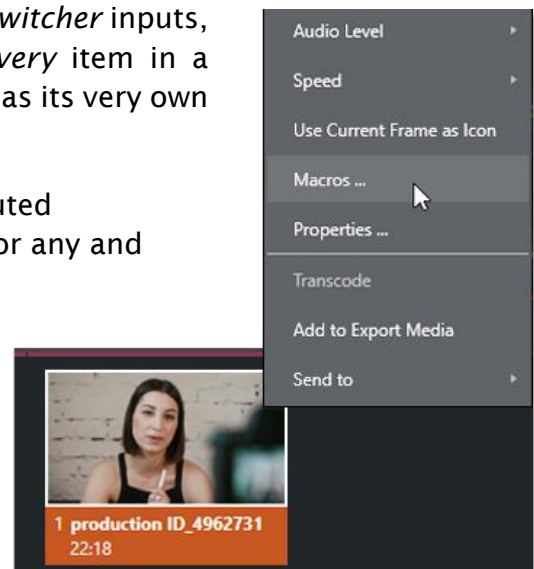 witcher inputs,
very item in a
as its very own
uted
or any and
Audio Level
Speed
Use Current Frame as Icon
Macros ...
Properties ...
Transcode
Add to Export Media
Send to
1 production ID_4962731
22:18